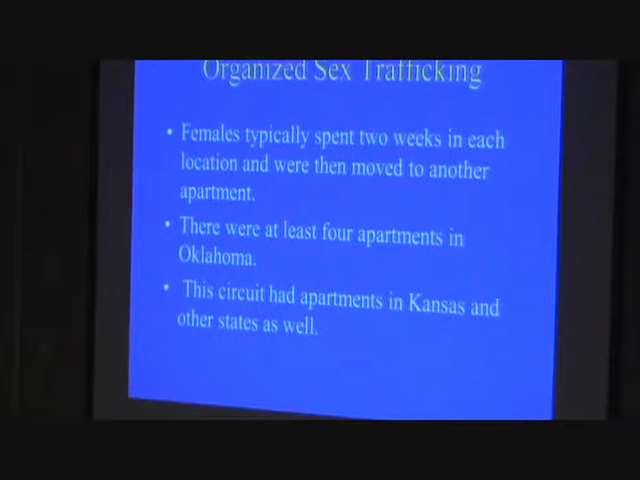 Organized Sex Trafficking
• Females typically spent two weeks in each
location and were then moved to another
apartment.
• There were at least four apartments in
Oklahoma.
• This circuit had apartments in Kansas and
other states as well.